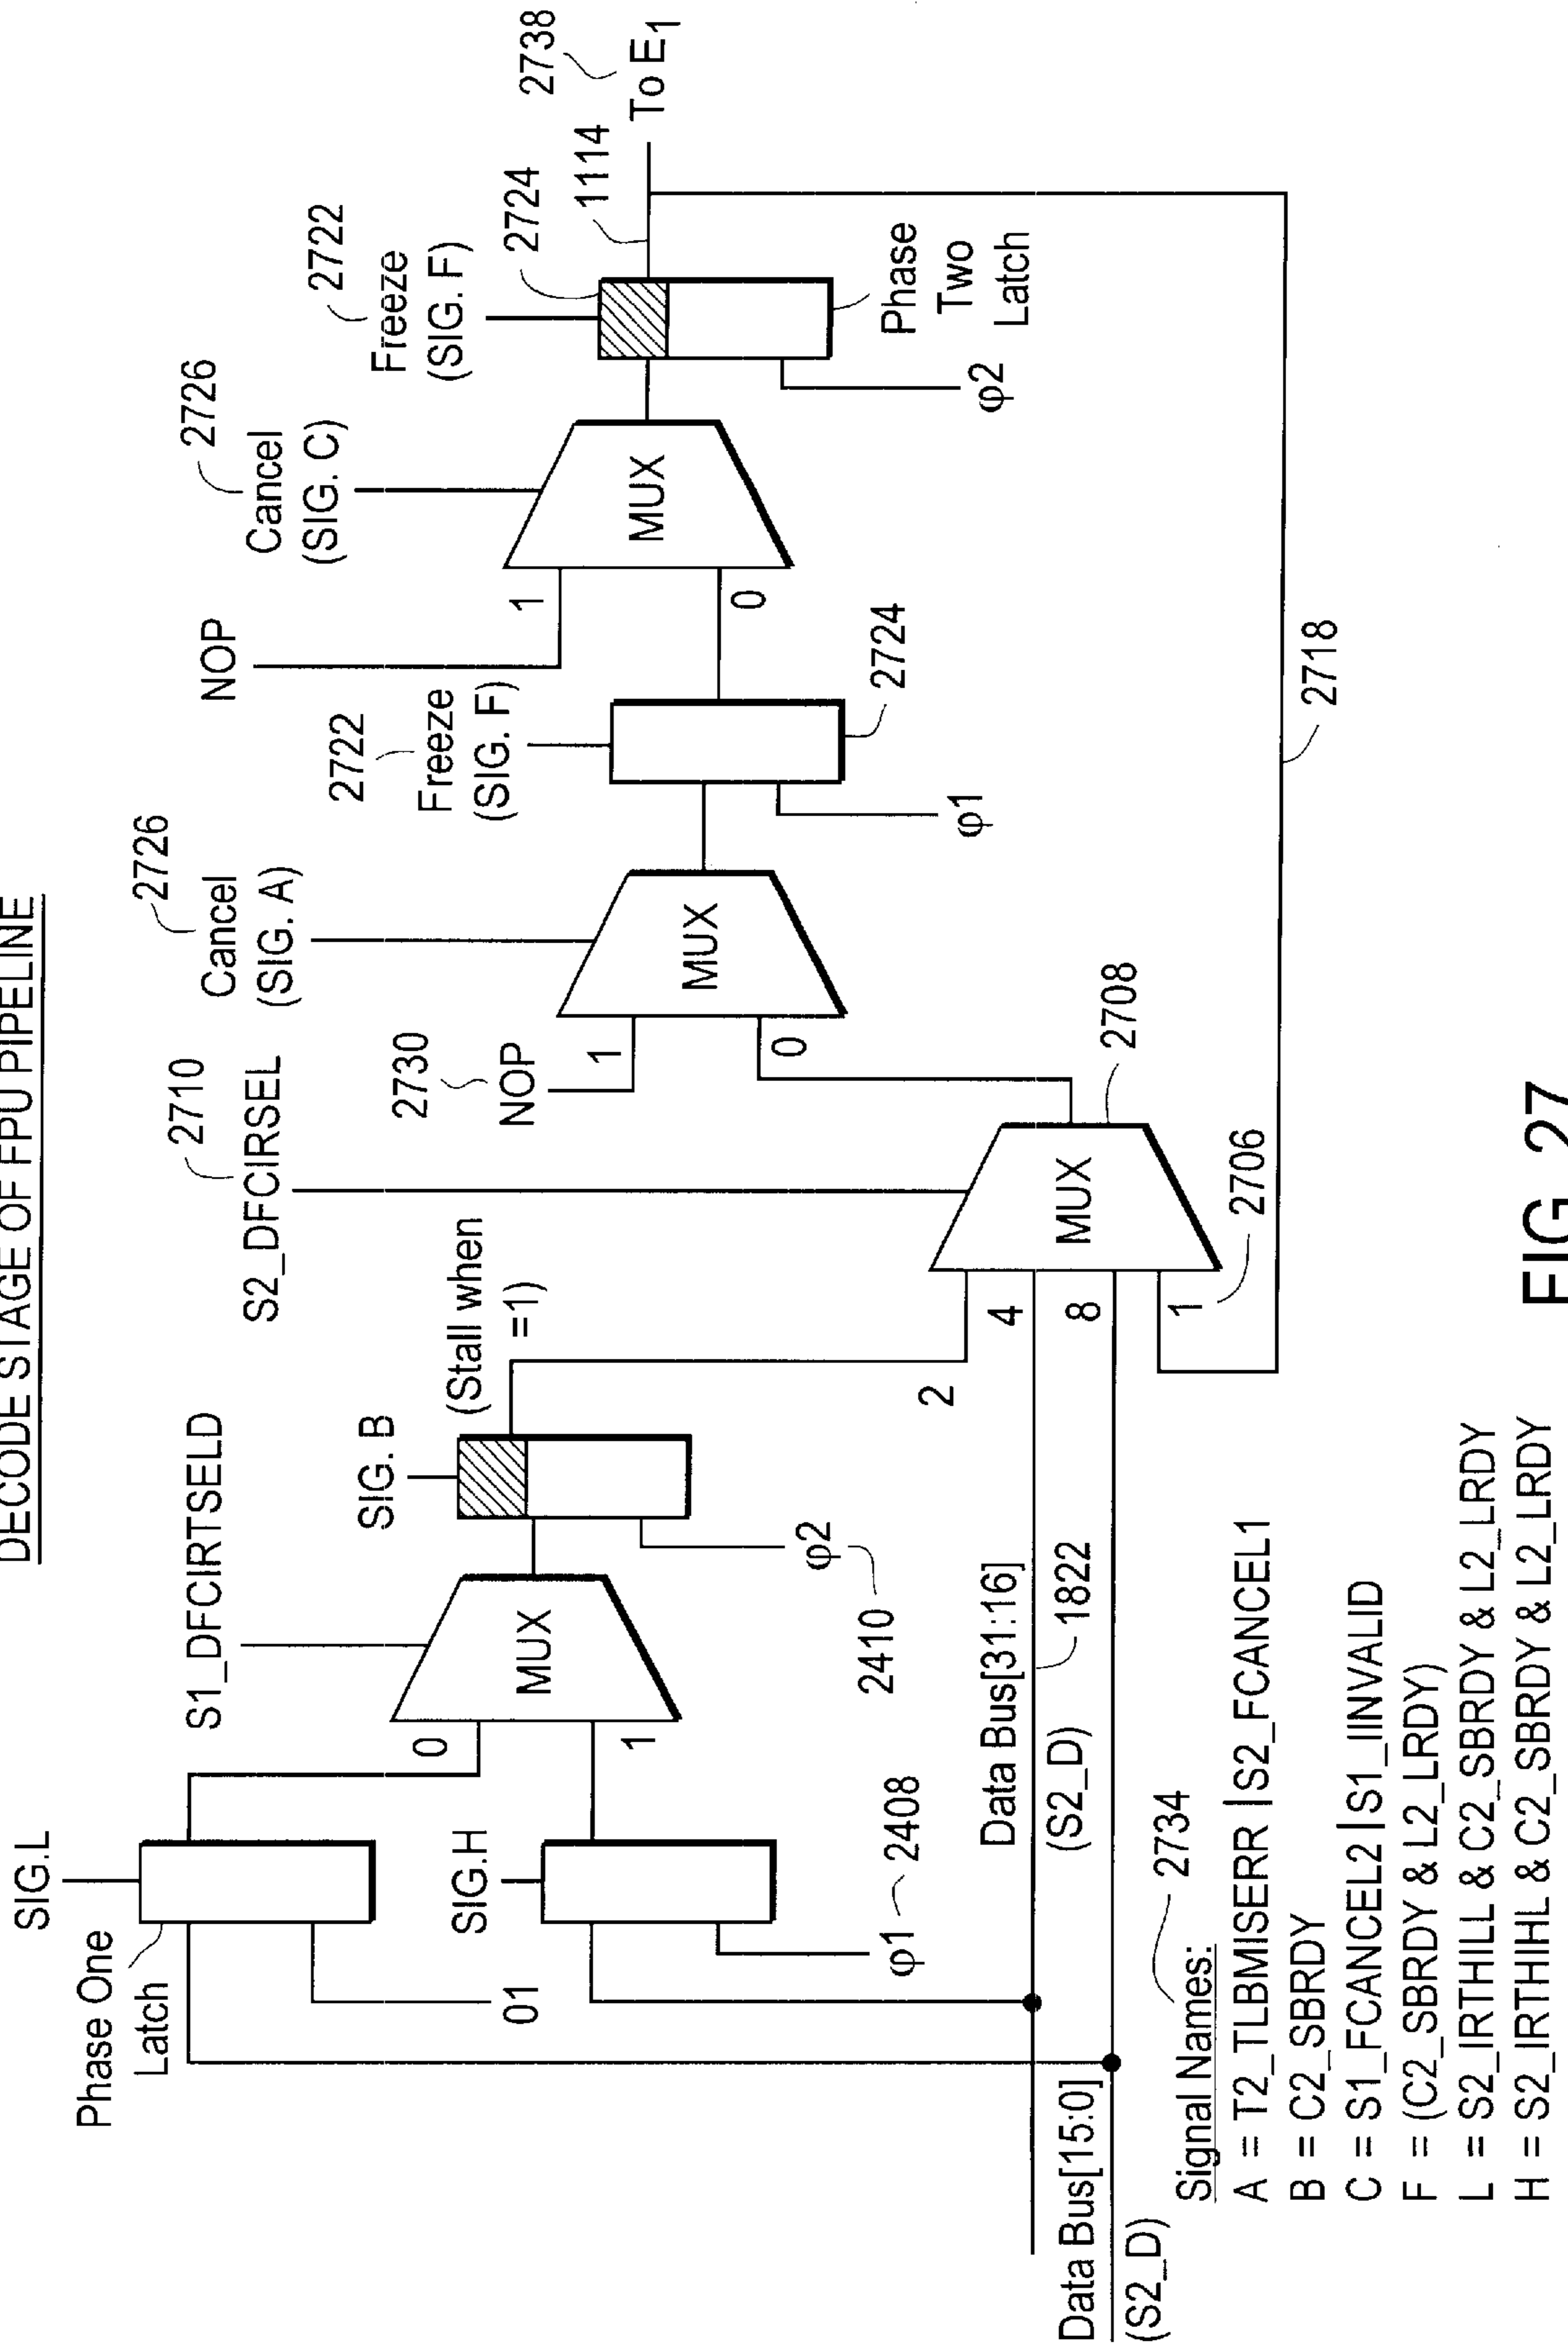 DECODE STAGE OF FPU PIPELINE
SIG.L
Phase One
Latch
01
SIG.H
φ1
2408
S1_DFCIRTSELD
0
1
MUX
SIG. B
φ2
2410
(Stall when
=1)
Data Bus[31:16]
(S2_D)
1822
Data Bus[15:0]
(S2_D)
2710
S2_DFCIRSEL
2
4
8
1
2706
MUX
2708
2726
Cancel
(SIG. A)
2730
NOP
1
0
MUX
2722
Freeze
(SIG. F)
2724
φ1
NOP
2726
Cancel
(SIG. C)
1
0
MUX
2722
Freeze
(SIG. F)
2724
φ2
Phase
Two
Latch
1114
2738
To E1
2718
Signal Names:
2734
A = T2_TLBMISERR | S2_FCANCEL1
B = C2_SBRDY
C = S1_FCANCEL2 | S1_IINVALID
F = (C2_SBRDY & L2_LRDY)
L = S2_IRTHILL & C2_SBRDY & L2_LRDY
H = S2_IRTHIHL & C2_SBRDY & L2_LRDY
FIG. 27